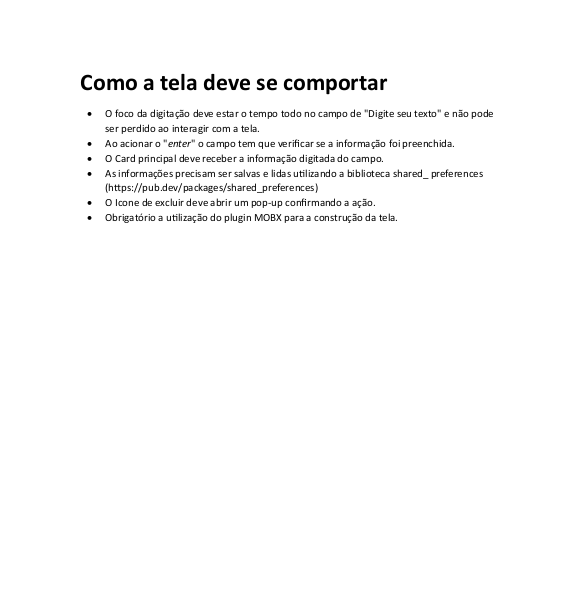 Como a tela deve se comportar
• O foco da digitação deve estar o tempo todo no campo de "Digite seu texto" e não pode
ser perdido ao interagir com a tela.
• Ao acionar o "enter" o campo tem que verificar se a informação foi preenchida.
• O Card principal deve receber a informação digitada do campo.
• As informações precisam ser salvas e lidas utilizando a biblioteca shared_ preferences
(https://pub.dev/packages/shared_preferences)
• O Icone de excluir deve abrir um pop-up confirmando a ação.
• Obrigatório a utilização do plugin MOBX para a construção da tela.